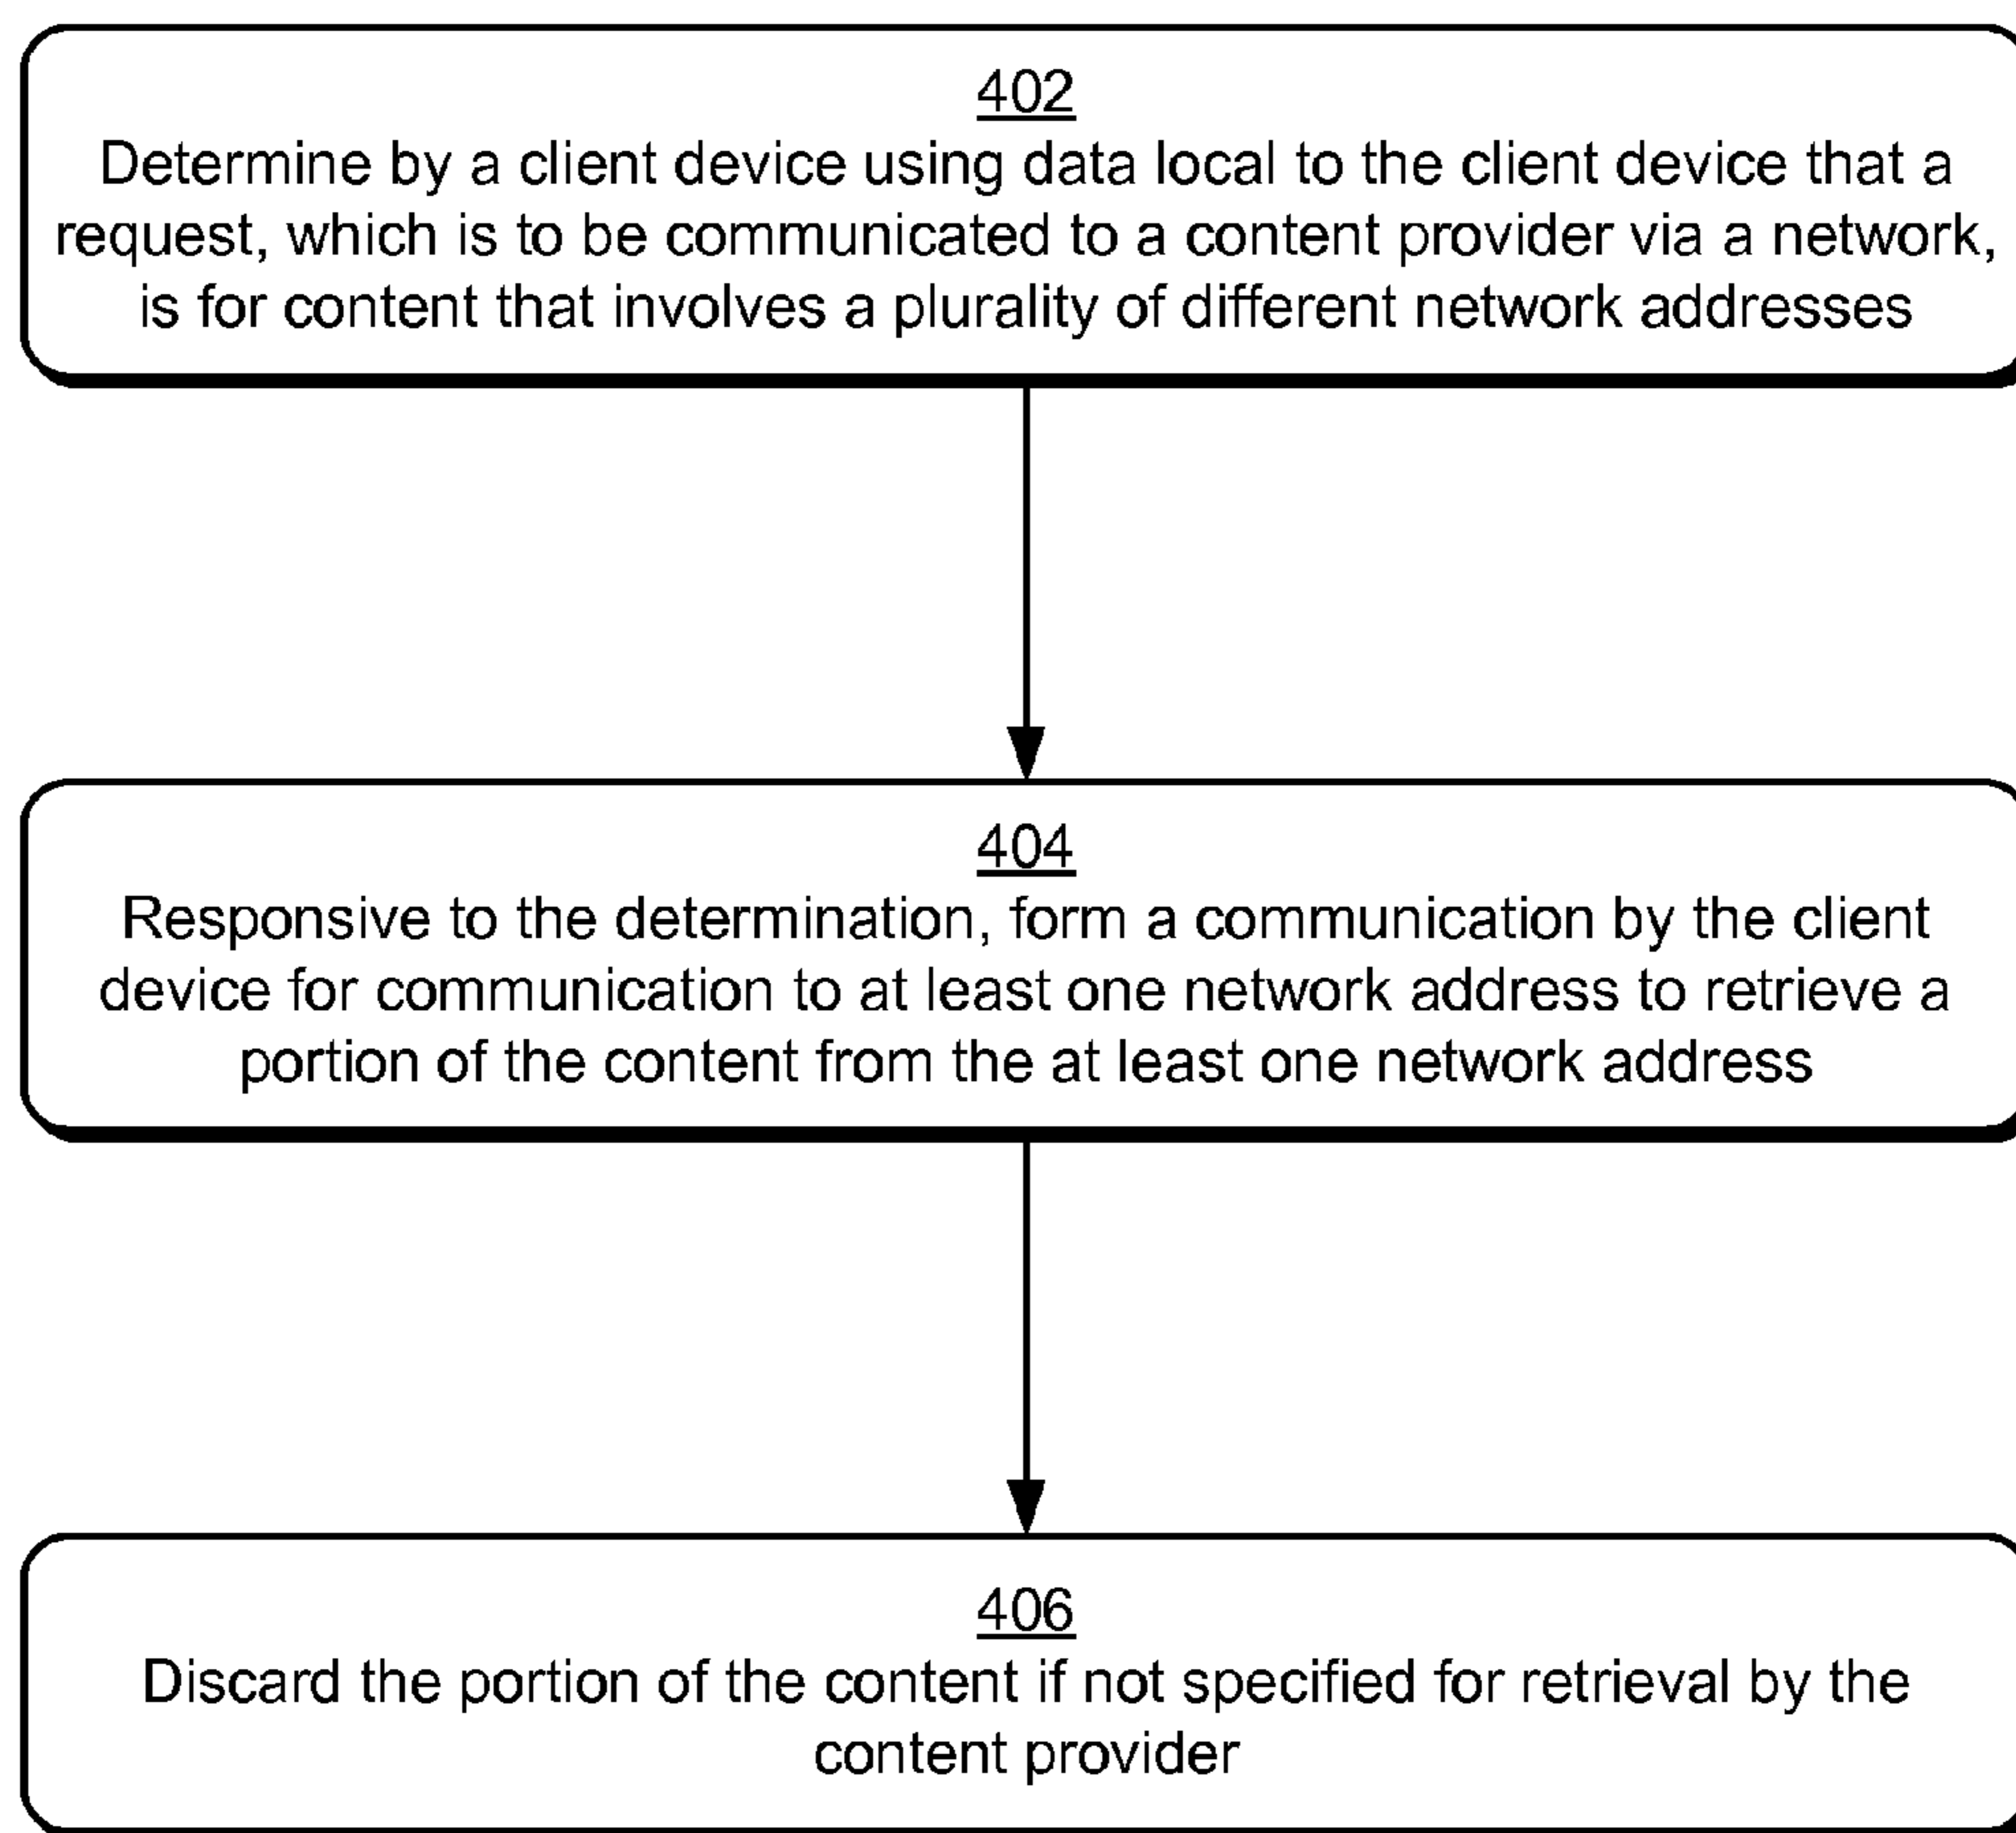 402
Determine by a client device using data local to the client device that a
request, which is to be communicated to a content provider via a network,
is for content that involves a plurality of different network addresses
404
Responsive to the determination, form a communication by the client
device for communication to at least one network address to retrieve a
portion of the content from the at least one network address
406
Discard the portion of the content if not specified for retrieval by the
content provider